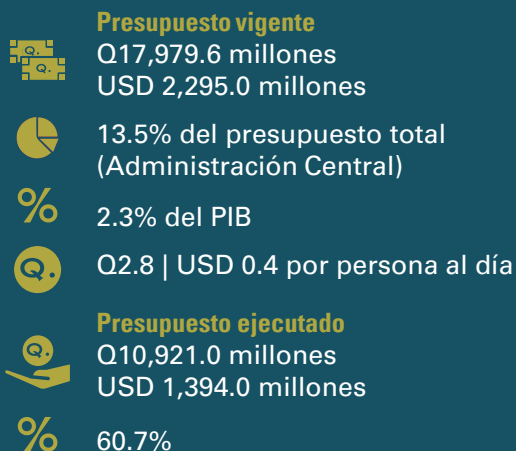 Presupuesto vigente
Q.
Q.
Q17,979.6 millones
USD 2,295.0 millones
13.5% del presupuesto total
(Administración Central)
%
2.3% del PIB
Q.
Q2.8 | USD 0.4 por persona al día
Presupuesto ejecutado
Q.
Q10,921.0 millones
USD 1,394.0 millones
%
60.7%